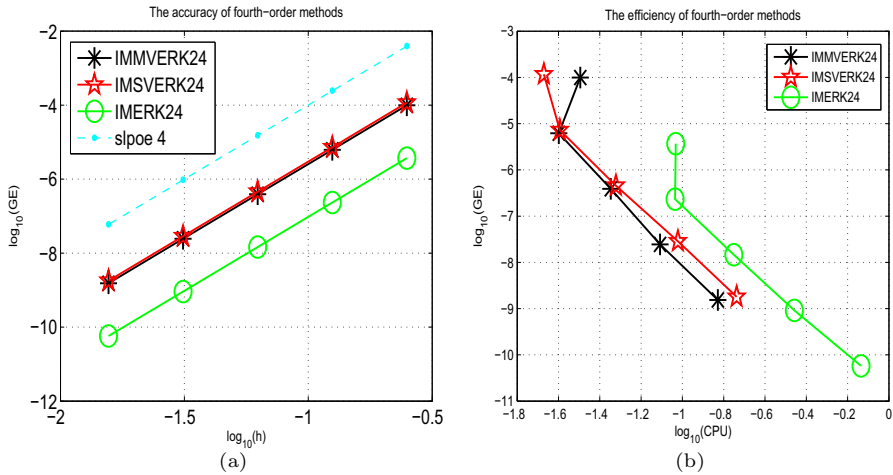 The accuracy of fourth-order methods
-2
-4
-6
-8
-10
-12
-2
-1.5
-1
-0.5
log10(GE)
log10(h)
IMMVERK24
IMSVERK24
IMERK24
slpoe 4
(a)
The efficiency of fourth-order methods
-3
-4
-5
-6
-7
-8
-9
-10
-11
-1.8
-1.6
-1.4
-1.2
-1
-0.8
-0.6
-0.4
-0.2
0
log10(GE)
log10(CPU)
IMMVERK24
IMSVERK24
IMERK24
(b)